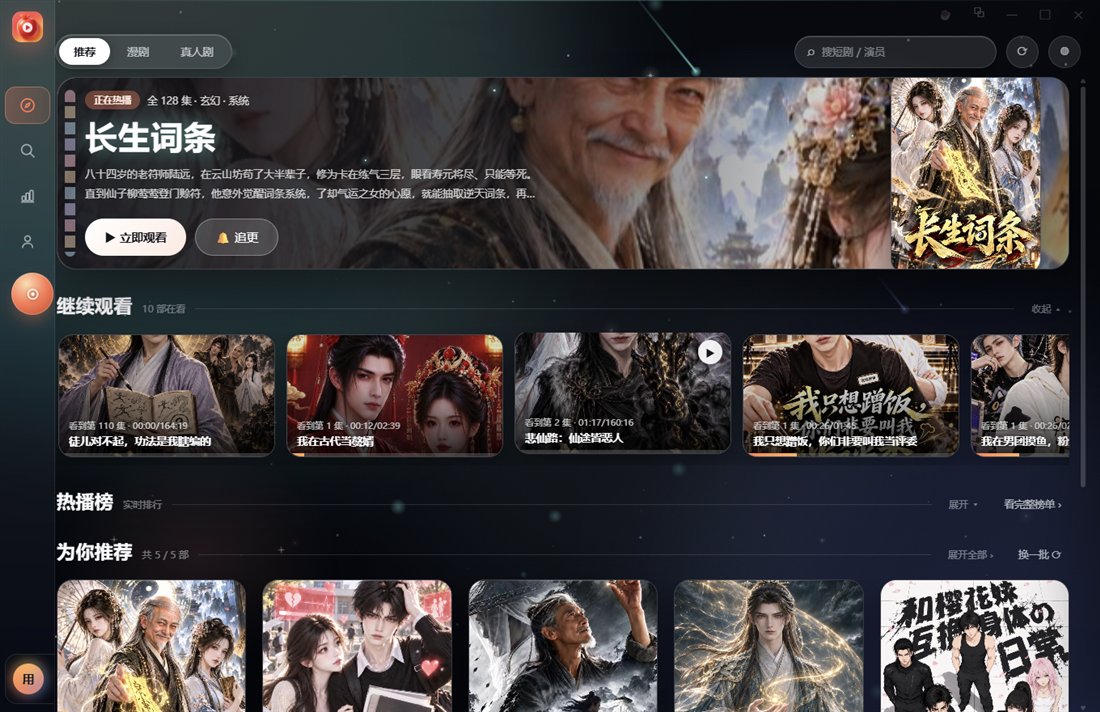 推荐
漫剧
真人剧
搜短剧 / 演员
正在热播
全 128 集 · 玄幻 · 系统
长生词条
八十四岁的老符师陆远，在云山坊苟了大半辈子，修为卡在练气三层，眼看寿元将尽、只能等死。
直到仙子柳莺莺登门赊符，他意外觉醒词条系统，了却气运之女的心愿，就能抽取逆天词条，再...
立即观看
追更
长生词条
继续观看
10 部在看
收起
看到第 110 集 · 00:00/164:19
徒儿对不起，功法是我瞎编的
看到第 1 集 · 00:12/02:39
我在古代当赘婿
看到第 2 集 · 01:17/160:16
悲仙路：仙途皆恶人
我只想蹭饭，
你们非要叫我
看到第 1 集 · 00:26/01:45
我只想蹭饭，你们非要叫我当评委
看到第 1 集 · 00:25/02
我在男团摸鱼，粉
热播榜
实时排行
展开
看完整榜单
为你推荐
共 5 / 5 部
展开全部
换一批
和樱花妹
互换身体の
日常
用